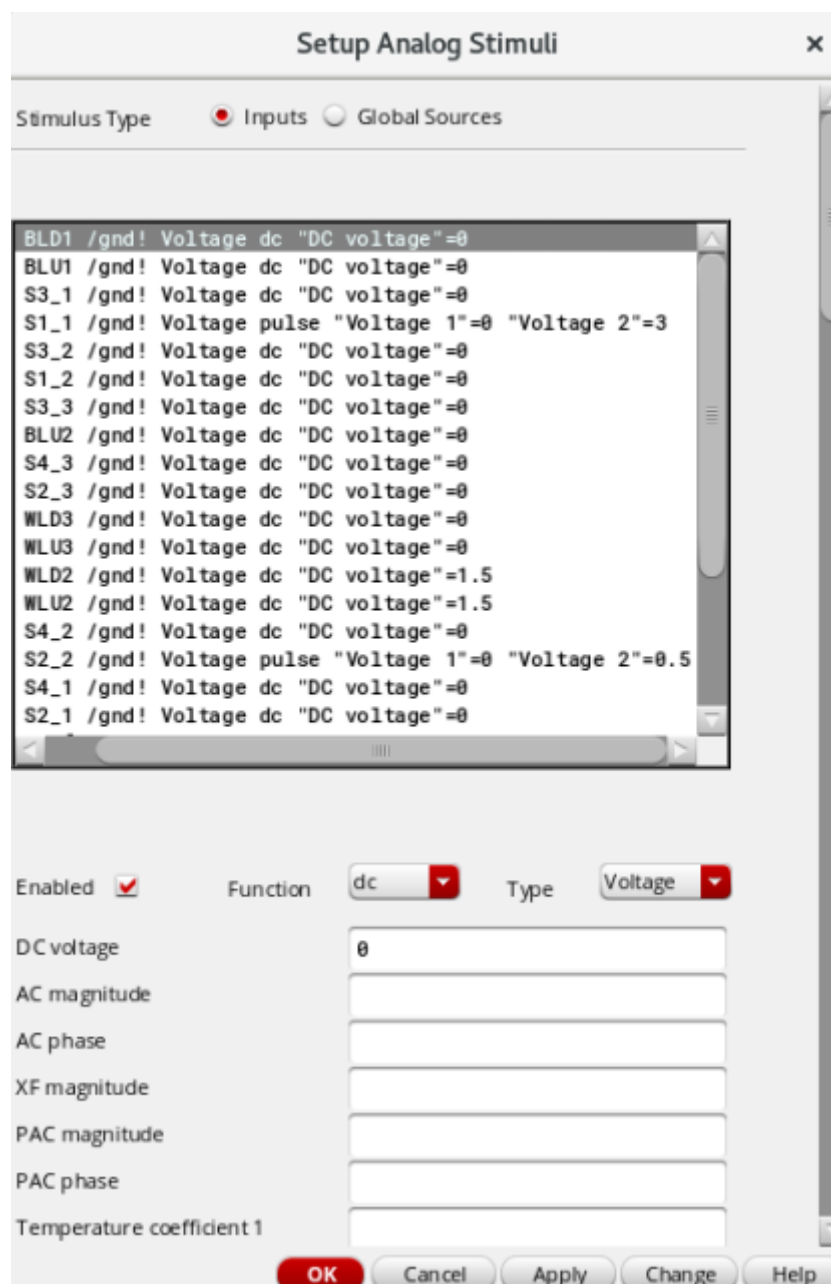 Setup Analog Stimuli
Stimulus Type Inputs Global Sources
BLD1 /gnd! Voltage dc "DC voltage"=0
BLU1 /gnd! Voltage dc "DC voltage"=0
S3_1 /gnd! Voltage dc "DC voltage"=0
S1_1 /gnd! Voltage pulse "Voltage 1"=0 "Voltage 2"=3
S3_2 /gnd! Voltage dc "DC voltage"=0
S1_2 /gnd! Voltage dc "DC voltage"=0
S3_3 /gnd! Voltage dc "DC voltage"=0
BLU2 /gnd! Voltage dc "DC voltage"=0
S4_3 /gnd! Voltage dc "DC voltage"=0
S2_3 /gnd! Voltage dc "DC voltage"=0
WLD3 /gnd! Voltage dc "DC voltage"=0
WLU3 /gnd! Voltage dc "DC voltage"=0
WLD2 /gnd! Voltage dc "DC voltage"=1.5
WLU2 /gnd! Voltage dc "DC voltage"=1.5
S4_2 /gnd! Voltage dc "DC voltage"=0
S2_2 /gnd! Voltage pulse "Voltage 1"=0 "Voltage 2"=0.5
S4_1 /gnd! Voltage dc "DC voltage"=0
S2_1 /gnd! Voltage dc "DC voltage"=0
Enabled Function dc Type Voltage
DC voltage 0
AC magnitude
AC phase
XF magnitude
PAC magnitude
PAC phase
Temperature coefficient 1
OK Cancel Apply Change Help